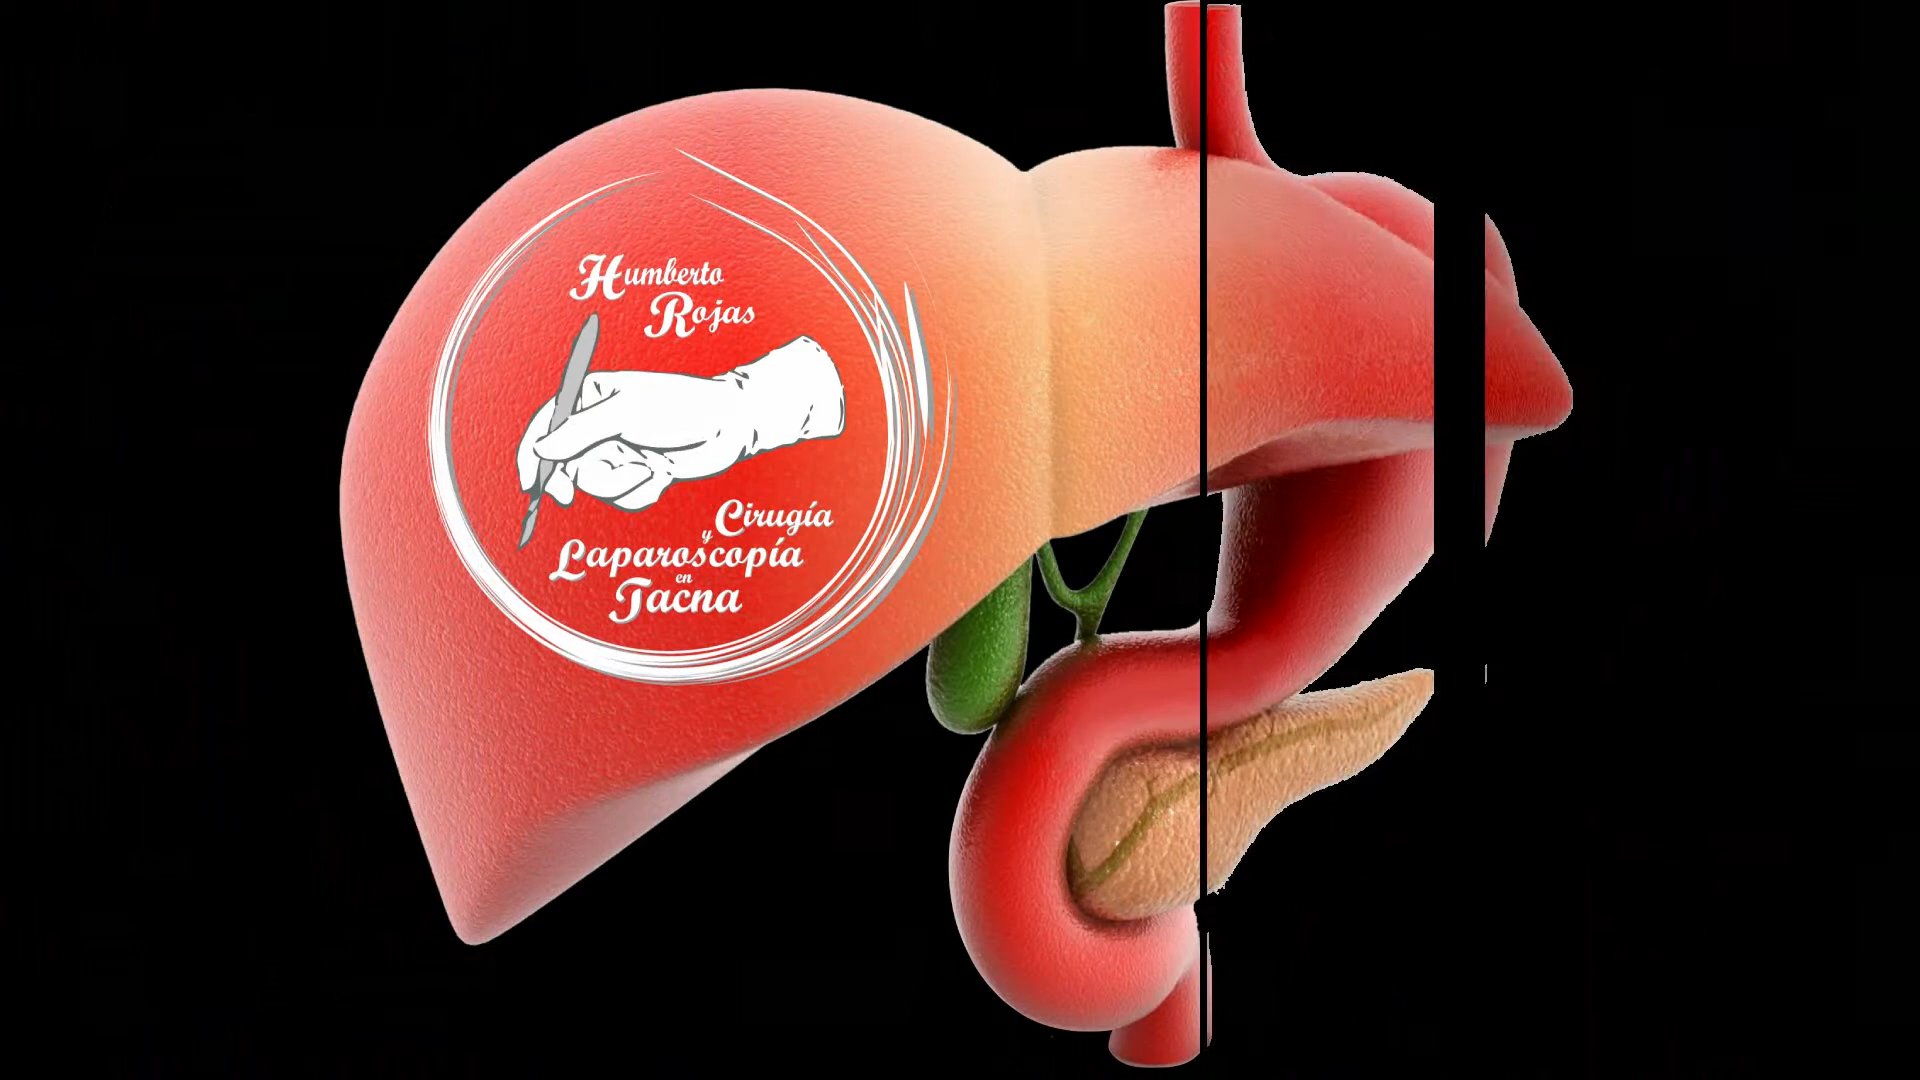 Humberto
Rojas
Cirugía
y
Laparoscopía
en
Tacna